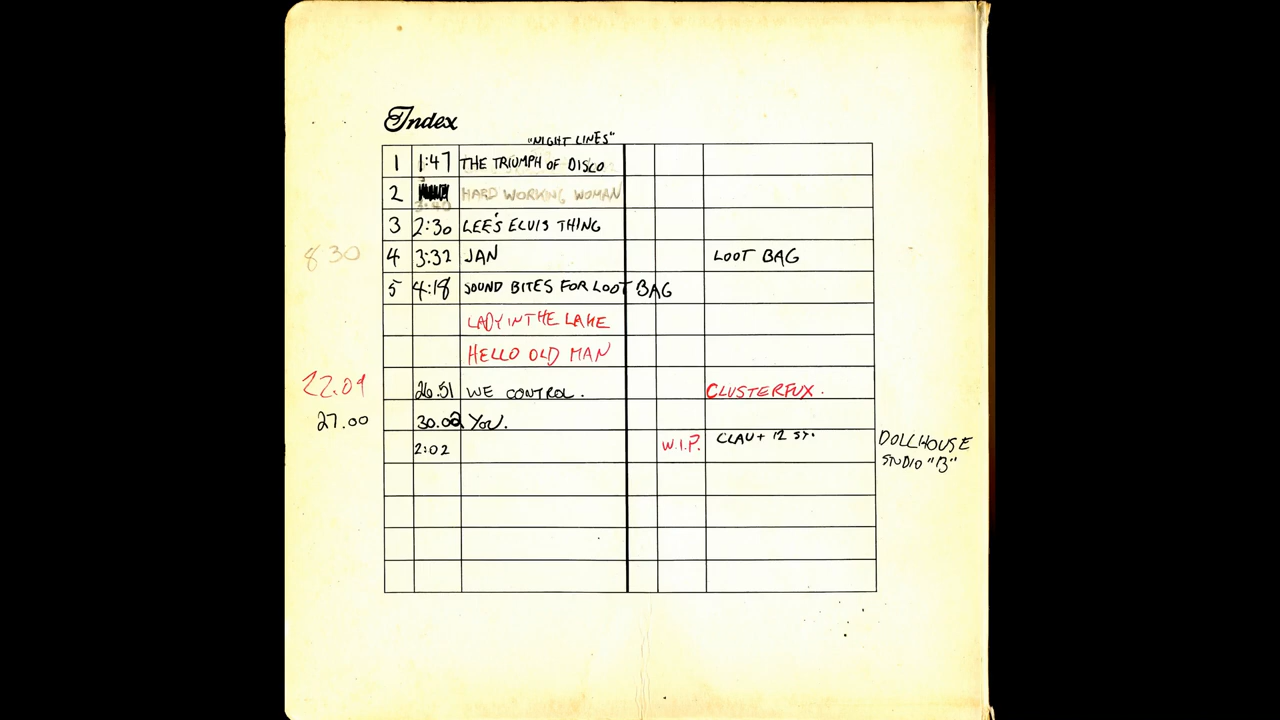 Index
"NIGHT LINES"
1 1:47 THE TRIUMPH OF DISCO
2 3:40 HARD WORKING WOMAN
3 2:30 LEE'S ELVIS THING
8 30 4 3:32 JAN LOOT BAG
5 4:18 SOUND BITES FOR LOOT BAG
LADY IN THE LAKE
HELLO OLD MAN
22.09 26.51 WE CONTROL. CLUSTERFUX.
27.00 30.02 YOU.
2:02 W.I.P. CLAV + 12 ST. DOLLHOUSE
STUDIO "B"